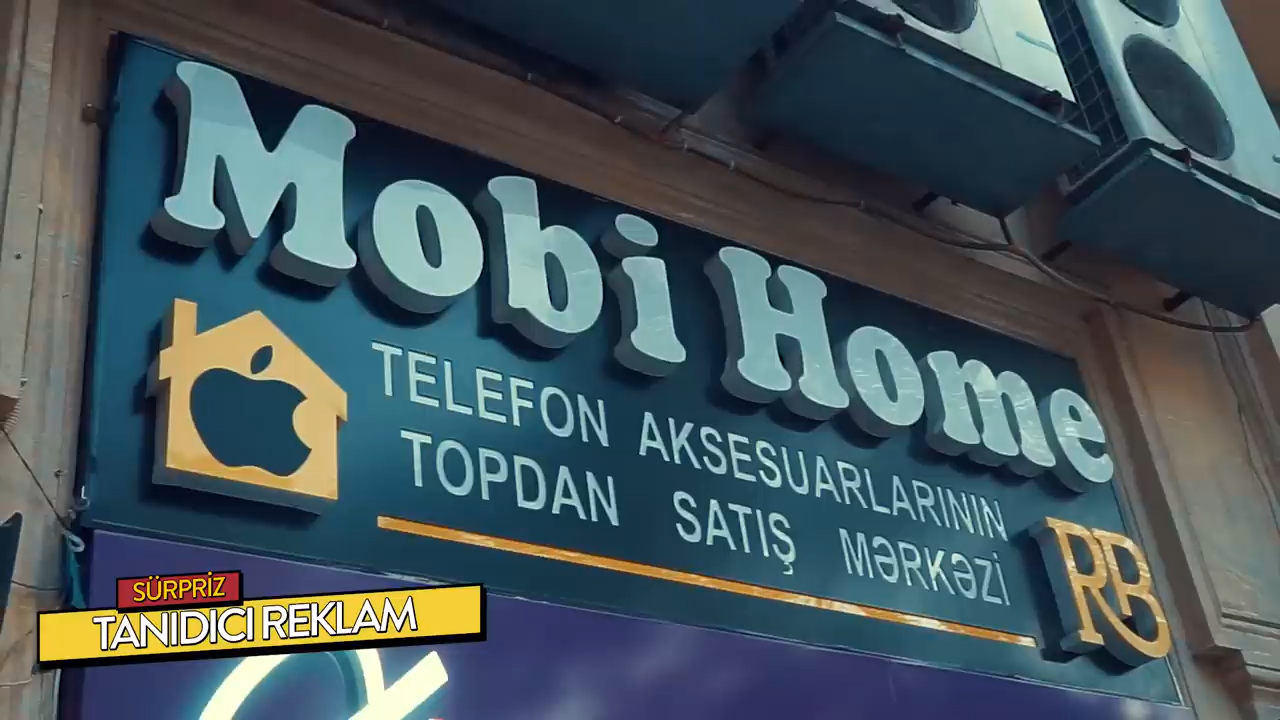 Mobi Home
TELEFON AKSESUARLARININ
TOPDAN SATIŞ MƏRKƏZİ
RB
SÜRPRİZ
TANIDICI REKLAM